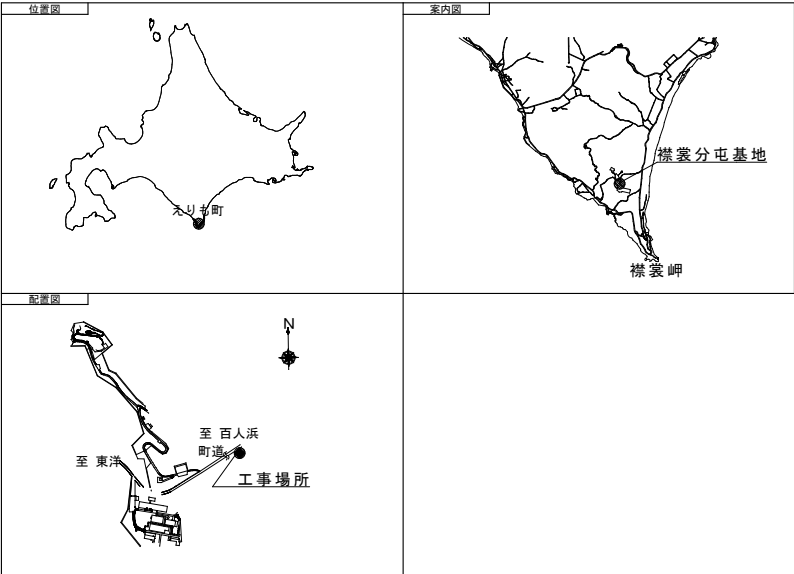 位置図
えりも町
案内図
襟裳分屯基地
襟裳岬
配置図
N
至 百人浜
町道
至 東洋
工事場所